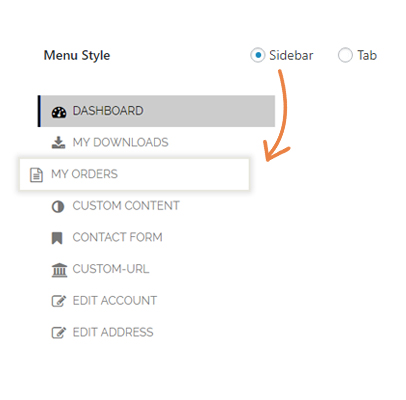 Menu Style Sidebar Tab
DASHBOARD
MY DOWNLOADS
MY ORDERS
CUSTOM CONTENT
CONTACT FORM
CUSTOM-URL
EDIT ACCOUNT
EDIT ADDRESS